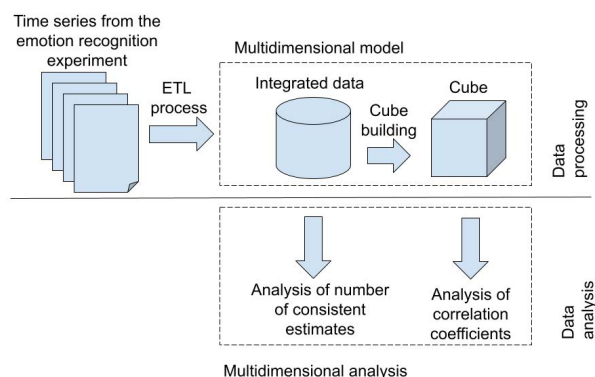 Time series from the
emotion recognition
experiment
ETL
process
Multidimensional model
Integrated data
Cube
building
Cube
Data
processing
Analysis of number
of consistent
estimates
Analysis of
correlation
coefficients
Data
analysis
Multidimensional analysis